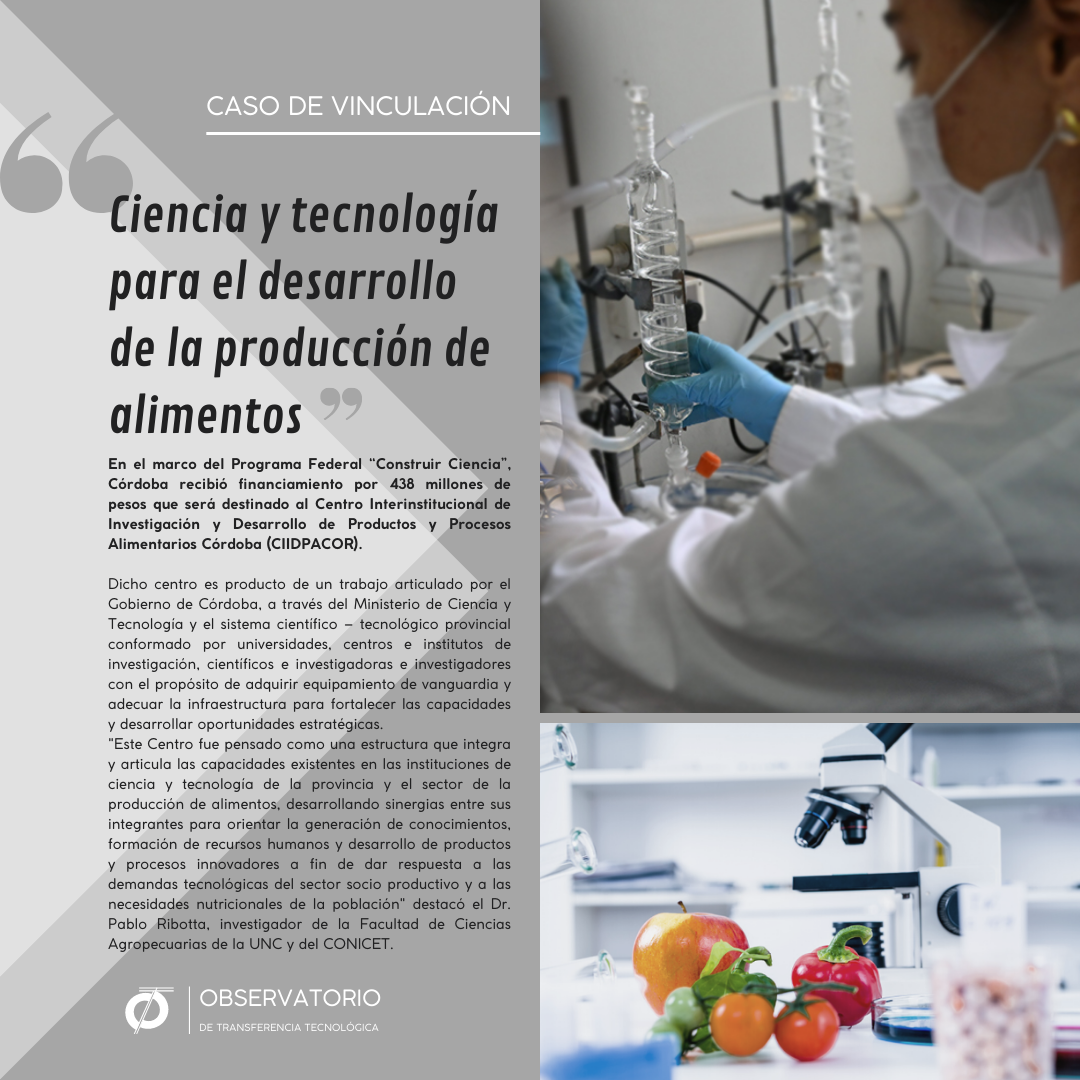 CASO DE VINCULACIÓN
“
Ciencia y tecnología
para el desarrollo
de la producción de
alimentos ”
En el marco del Programa Federal “Construir Ciencia”,
Córdoba recibió financiamiento por 438 millones de
pesos que será destinado al Centro Interinstitucional de
Investigación y Desarrollo de Productos y Procesos
Alimentarios Córdoba (CIIDPACOR).
Dicho centro es producto de un trabajo articulado por el
Gobierno de Córdoba, a través del Ministerio de Ciencia y
Tecnología y el sistema científico – tecnológico provincial
conformado por universidades, centros e institutos de
investigación, científicos e investigadoras e investigadores
con el propósito de adquirir equipamiento de vanguardia y
adecuar la infraestructura para fortalecer las capacidades
y desarrollar oportunidades estratégicas.
"Este Centro fue pensado como una estructura que integra
y articula las capacidades existentes en las instituciones de
ciencia y tecnología de la provincia y el sector de la
producción de alimentos, desarrollando sinergias entre sus
integrantes para orientar la generación de conocimientos,
formación de recursos humanos y desarrollo de productos
y procesos innovadores a fin de dar respuesta a las
demandas tecnológicas del sector socio productivo y a las
necesidades nutricionales de la población" destacó el Dr.
Pablo Ribotta, investigador de la Facultad de Ciencias
Agropecuarias de la UNC y del CONICET.
OBSERVATORIO
DE TRANSFERENCIA TECNOLÓGICA